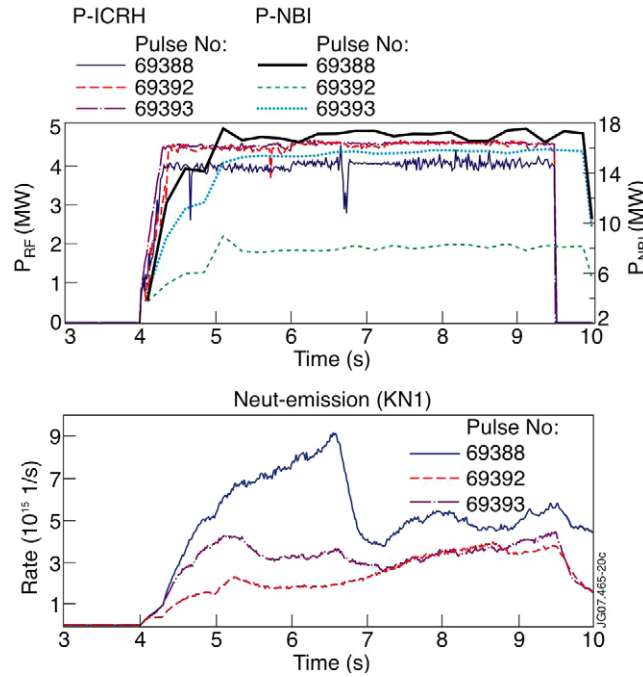 P-ICRH P-NBI
Pulse No: Pulse No:
69388 69388
69392 69392
69393 69393
5 18
4 14
3
2 10
1 6
0 2
3 4 5 6 7 8 9 10
P_RF (MW)
P_NBI (MW)
Time (s)
Neut-emission (KN1)
Pulse No:
69388
69392
69393
9
7
5
3
1
Rate (10^15 1/s)
3 4 5 6 7 8 9 10
Time (s)
JG07.465-20c